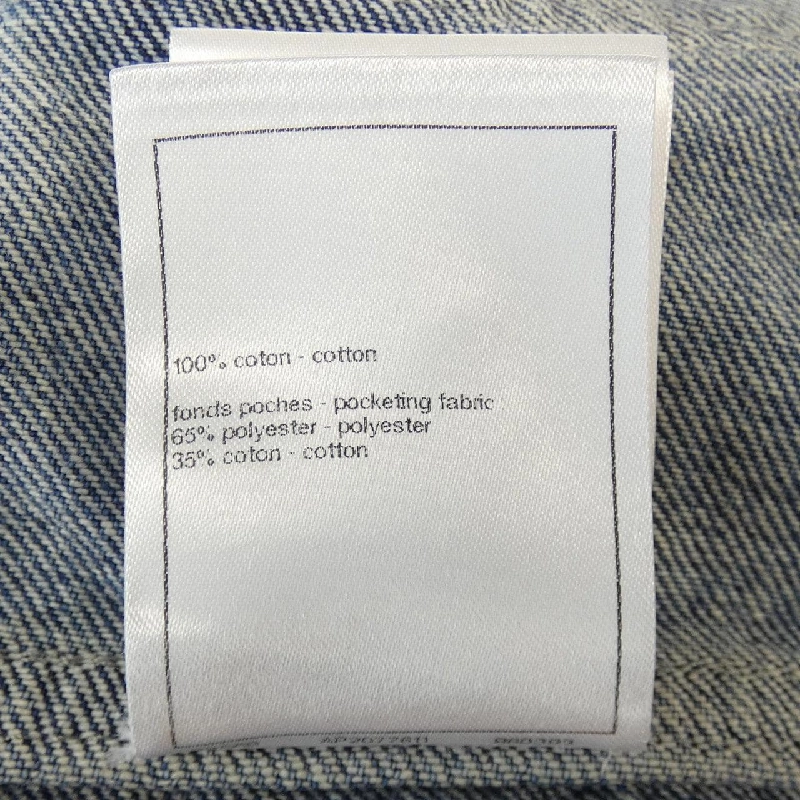 100% coton - cotton
fonds poches - pocketing fabric
65% polyester - polyester
35% coton - cotton